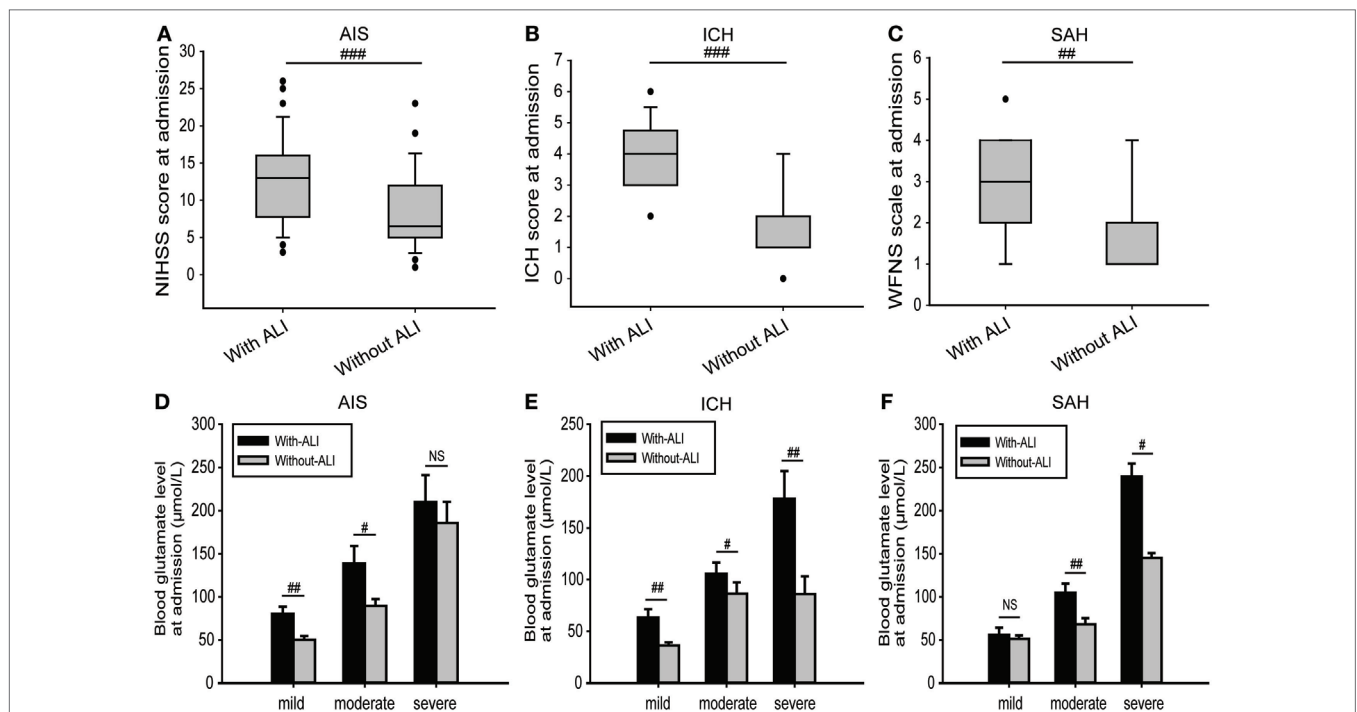 A
AIS
###
NIHSS score at admission
30
25
20
15
10
5
0
With ALI
Without ALI
B
ICH
###
ICH score at admission
7
6
5
4
3
2
1
0
With ALI
Without ALI
C
SAH
##
WFNS scale at admission
6
5
4
3
2
1
0
With ALI
Without ALI
D
AIS
Blood glutamate level
at admission (µmol/L)
300
250
200
150
100
50
0
With-ALI
Without-ALI
##
#
NS
mild
moderate
severe
E
ICH
Blood glutamate level
at admission (µmol/L)
250
200
150
100
50
0
With-ALI
Without-ALI
##
#
##
mild
moderate
severe
F
SAH
Blood glutamate level
at admission (µmol/L)
300
250
200
150
100
50
0
With-ALI
Without-ALI
NS
##
#
mild
moderate
severe